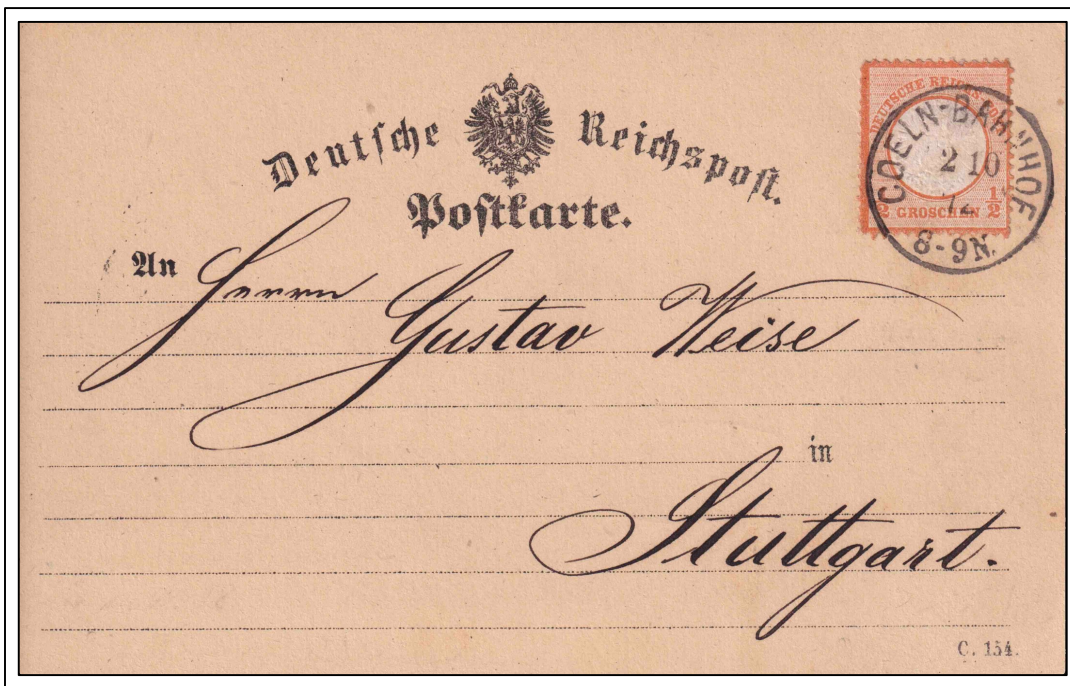 Deutsche Reichspost.
Postkarte.
DEUTSCHE REICHS-POST
½ GROSCHEN ½
COELN-BAHNHOF
2 10
72
8-9N.
An Herrn
Gustav Weise
in
Stuttgart.
C. 154.